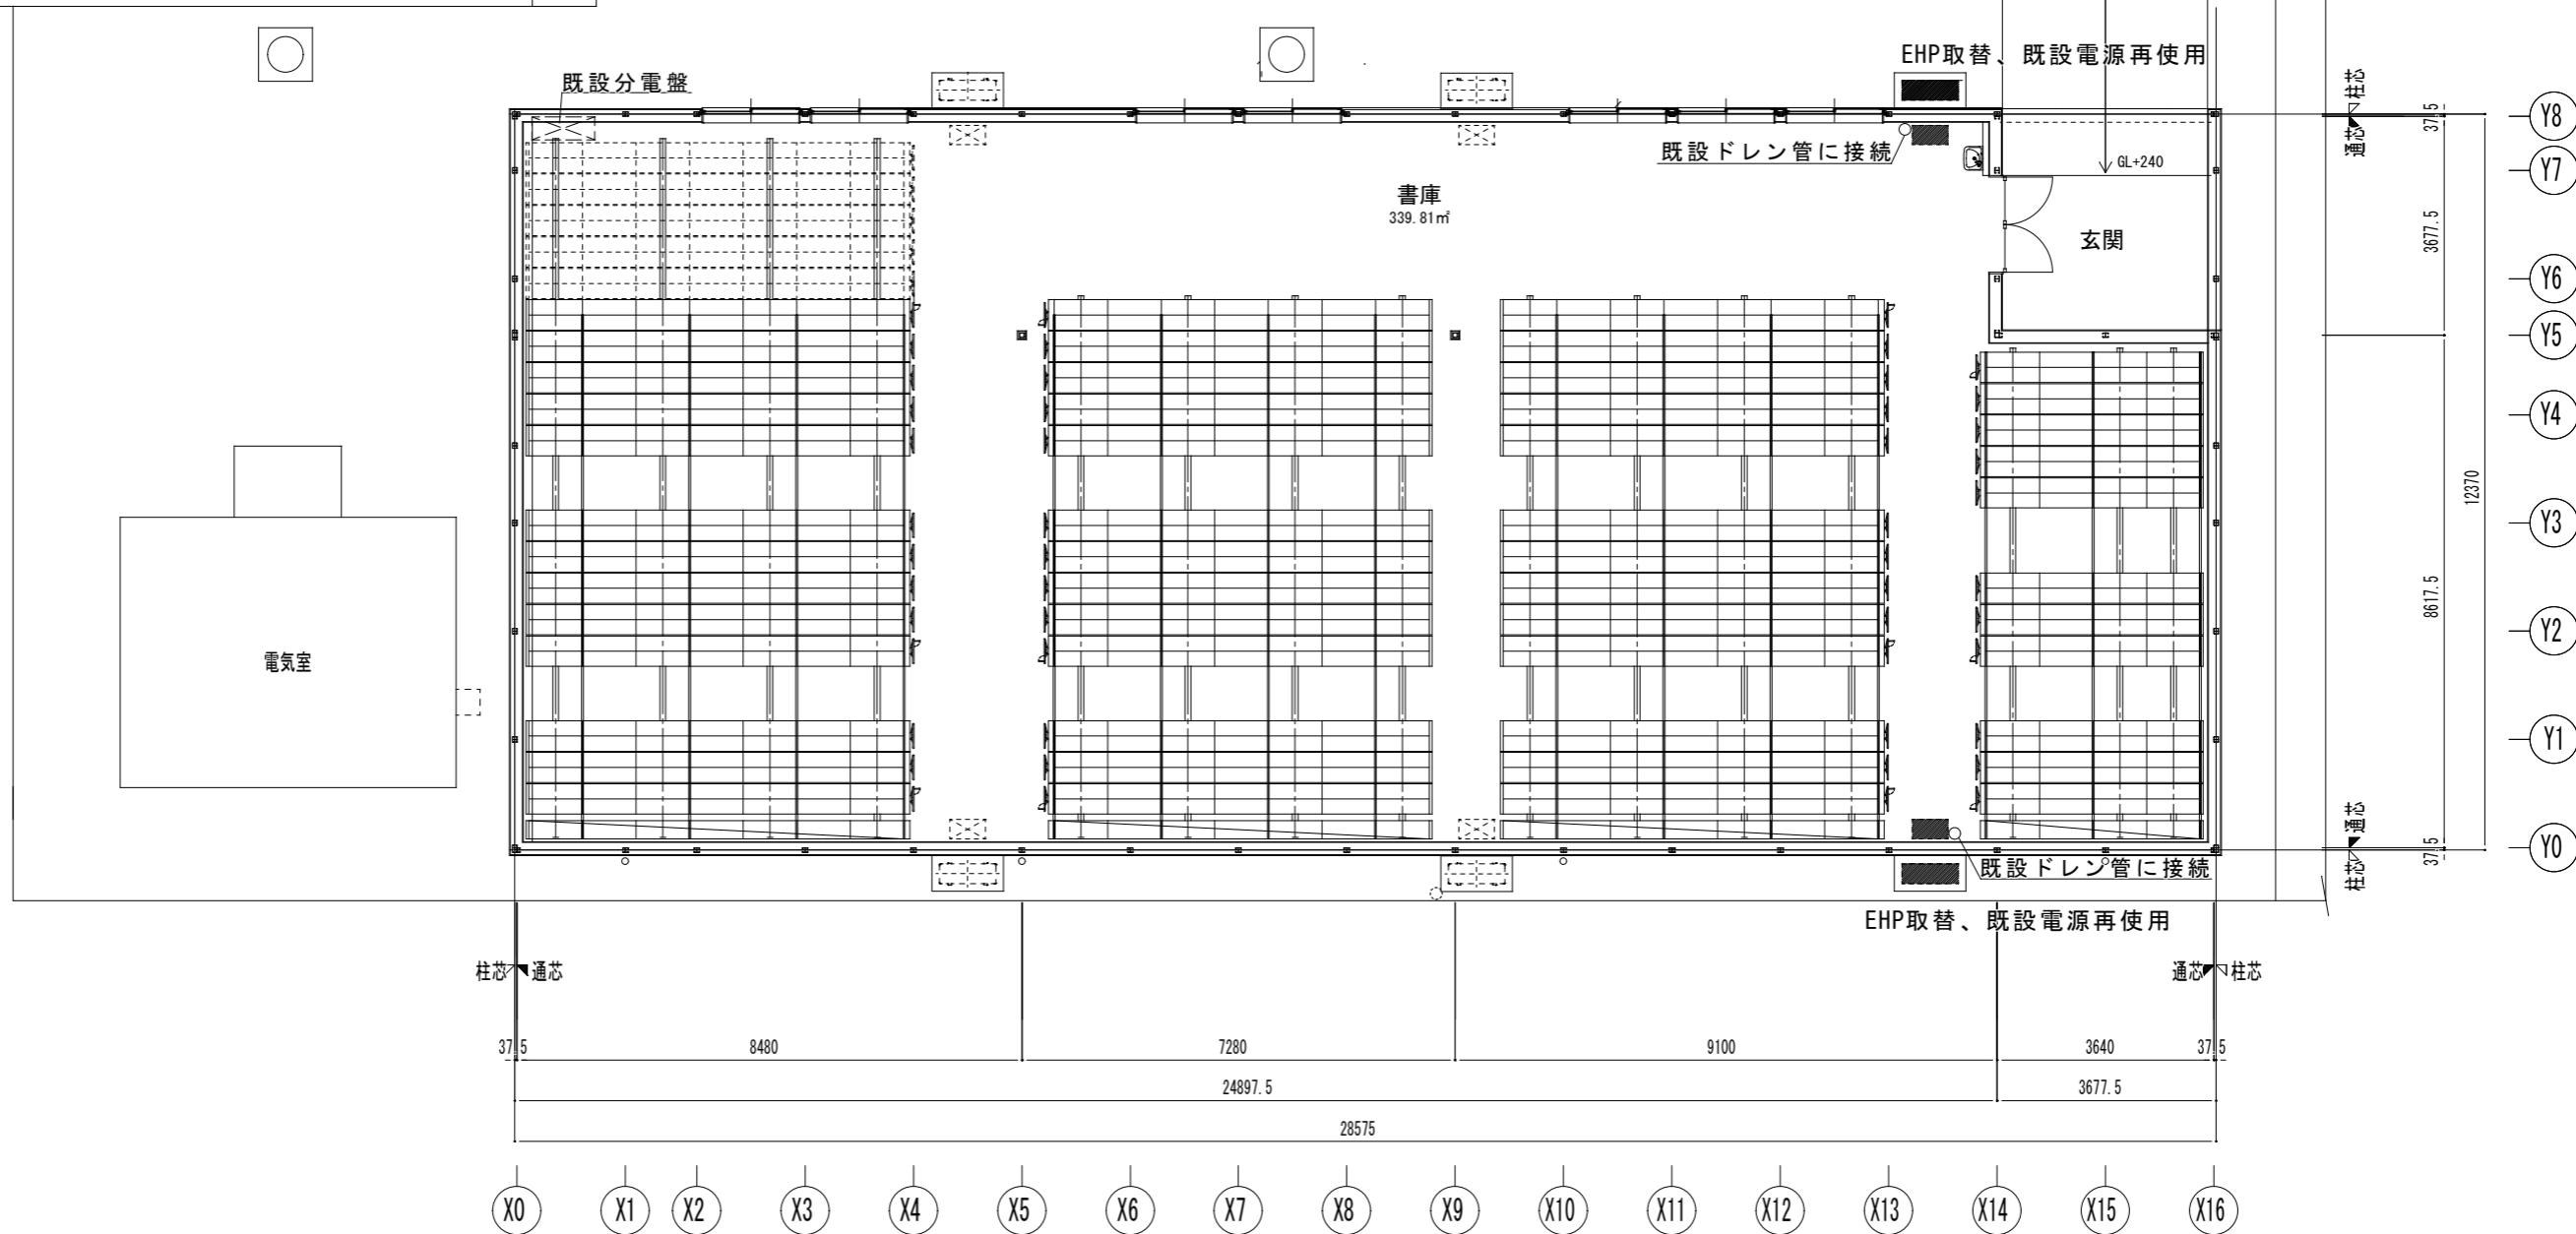 EHP取替、既設電源再使用
既設分電盤
柱芯
通芯
37.5
Y8
既設ドレン管に接続
GL+240
Y7
書庫
339.81㎡
玄関
3677.5
Y6
Y5
Y4
12370
Y3
8617.5
Y2
電気室
Y1
通芯
柱芯
37.5
Y0
既設ドレン管に接続
EHP取替、既設電源再使用
柱芯
通芯
通芯
柱芯
37.5
8480
7280
9100
3640
37.5
24897.5
3677.5
28575
X0
X1
X2
X3
X4
X5
X6
X7
X8
X9
X10
X11
X12
X13
X14
X15
X16